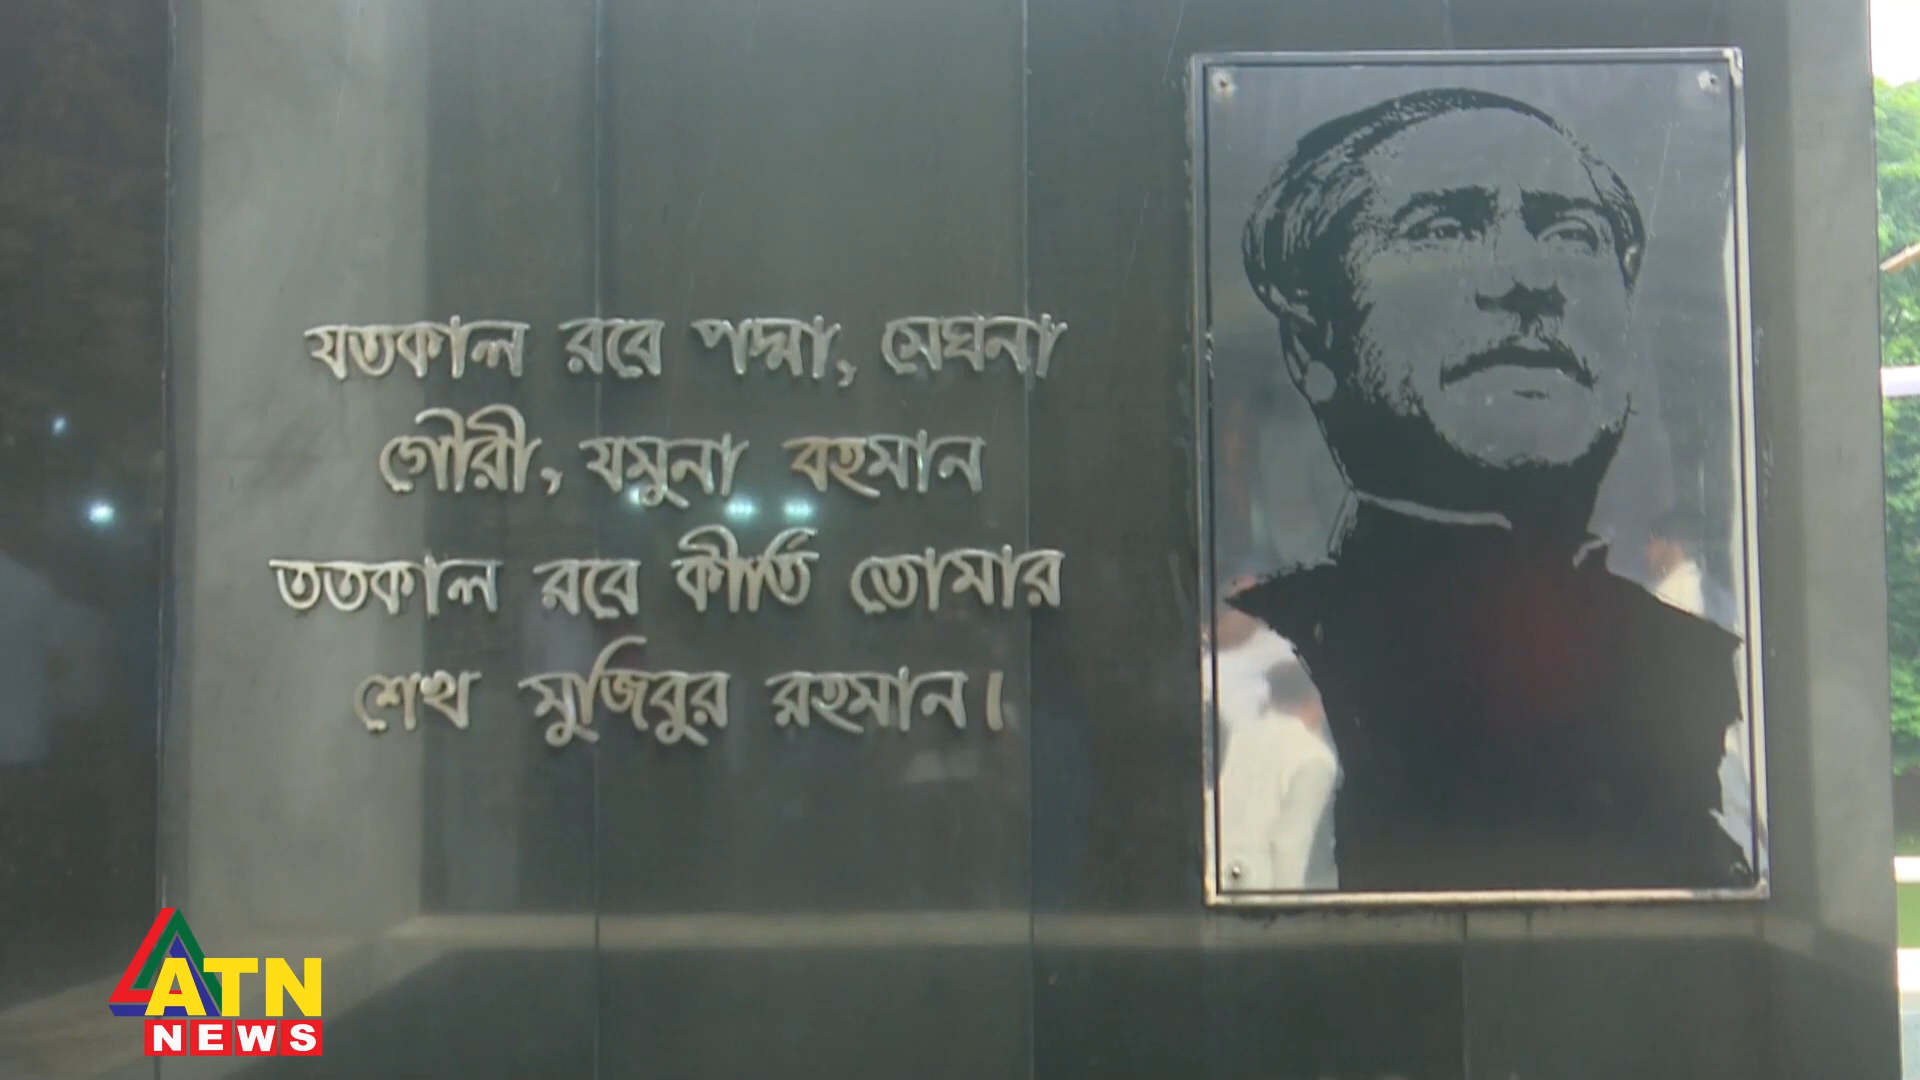 যতকাল রবে পদ্মা, মেঘনা
গৌরী, যমুনা বহমান
ততকাল রবে কীর্তি তোমার
শেখ মুজিবুর রহমান।
ATN
NEWS